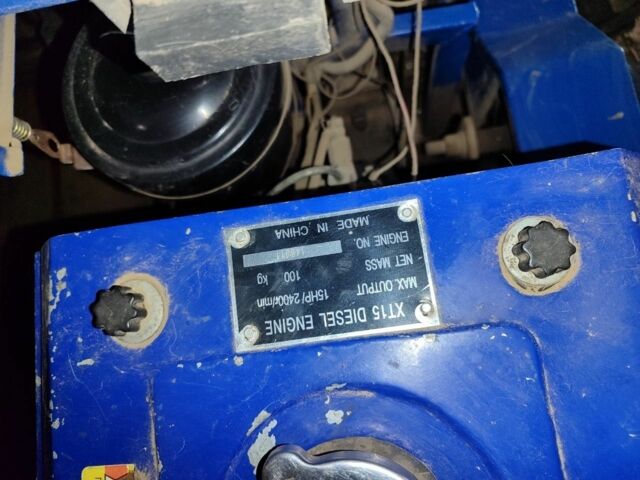 XT15 DIESEL ENGINE
MAX. OUTPUT 15HP/2400r/min
NET MASS 100 kg
ENGINE NO.
MADE IN CHINA